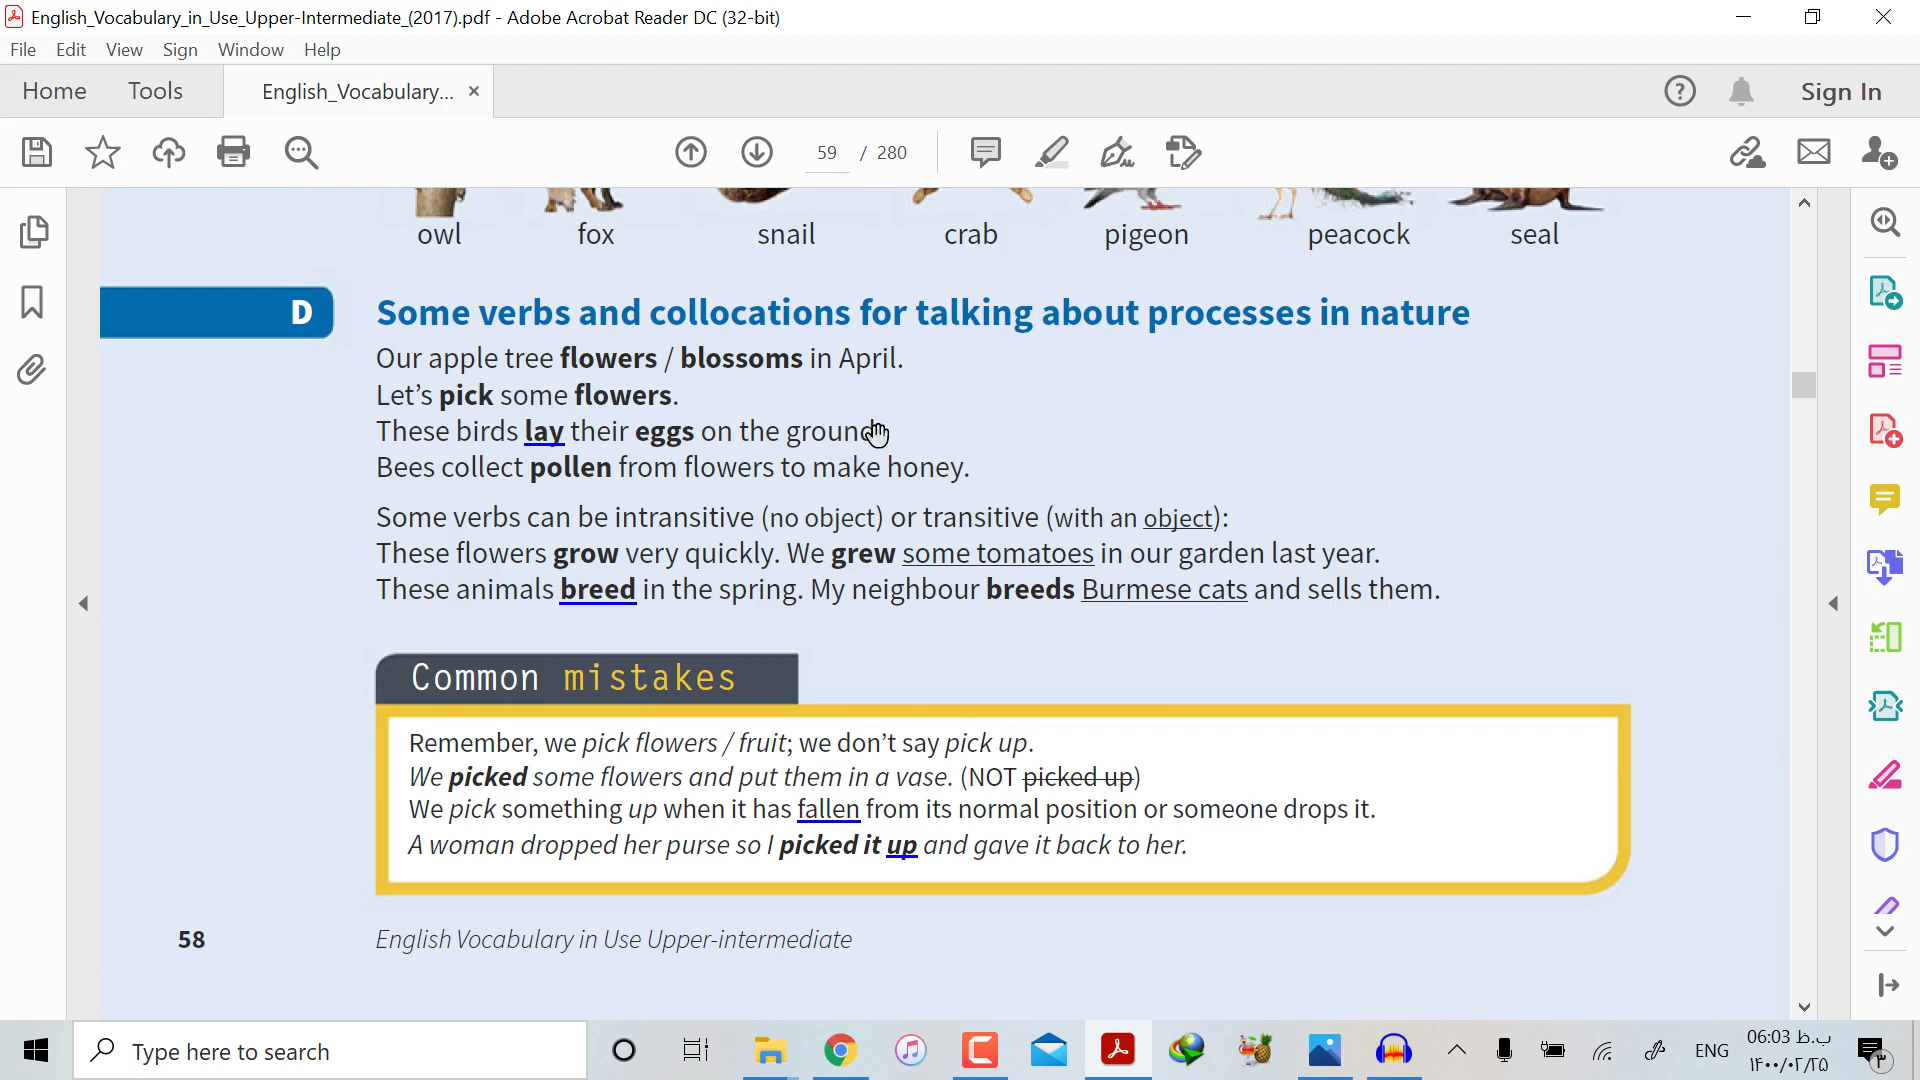 English_Vocabulary_in_Use_Upper-Intermediate_(2017).pdf - Adobe Acrobat Reader DC (32-bit)
File Edit View Sign Window Help
Home Tools English_Vocabulary... × Sign In
59 / 280
owl fox snail crab pigeon peacock seal
D Some verbs and collocations for talking about processes in nature
Our apple tree flowers / blossoms in April.
Let's pick some flowers.
These birds lay their eggs on the ground
Bees collect pollen from flowers to make honey.
Some verbs can be intransitive (no object) or transitive (with an object):
These flowers grow very quickly. We grew some tomatoes in our garden last year.
These animals breed in the spring. My neighbour breeds Burmese cats and sells them.
Common mistakes
Remember, we pick flowers / fruit; we don't say pick up.
We picked some flowers and put them in a vase. (NOT picked up)
We pick something up when it has fallen from its normal position or someone drops it.
A woman dropped her purse so I picked it up and gave it back to her.
58 English Vocabulary in Use Upper-intermediate
Type here to search ENG 06:03 ب.ظ
۱۴۰۰/۰۲/۲۵
۳